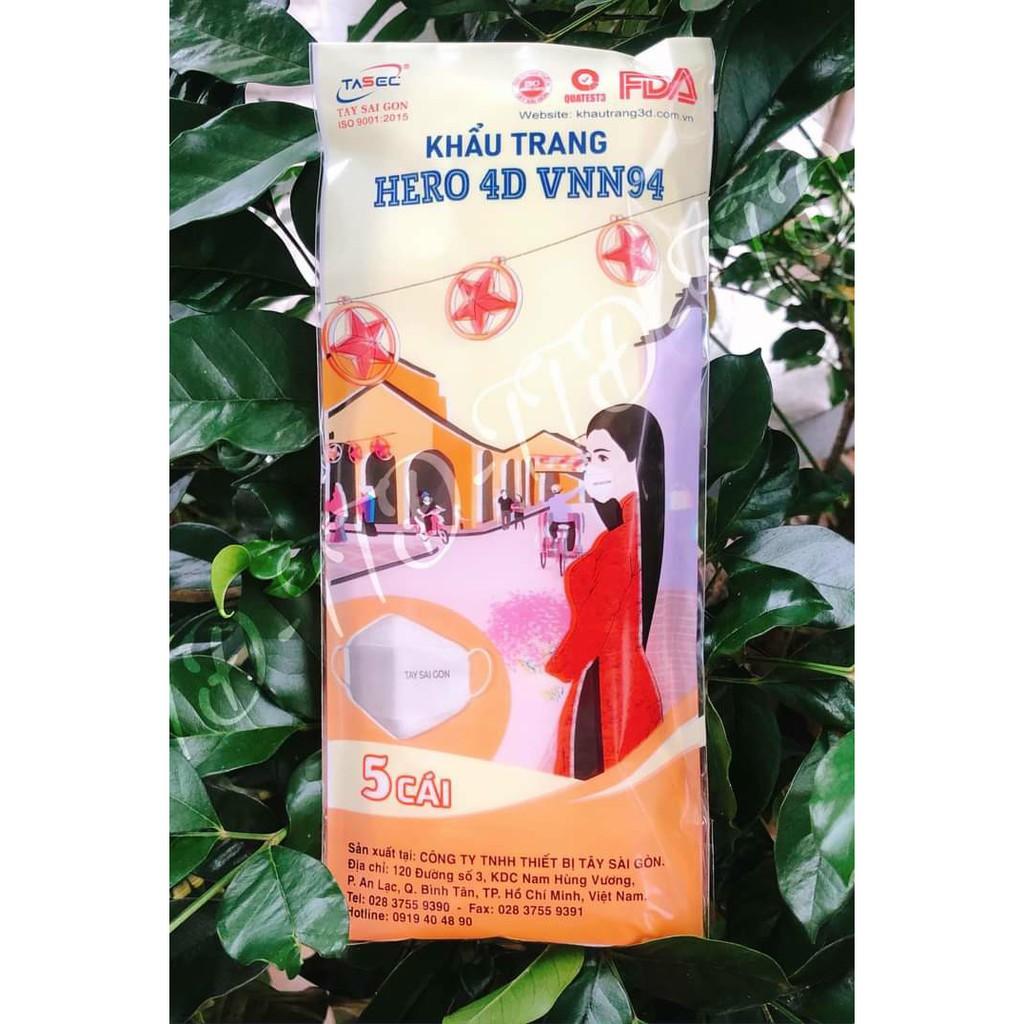 TASEC®
TAY SAI GON
ISO 9001:2015
ISO
QUATEST3
FDA
Website: khautrang3d.com.vn
KHẨU TRANG
HERO 4D VNN94
TAY SAI GON
5 CÁI
Sản xuất tại: CÔNG TY TNHH THIẾT BỊ TÂY SÀI GÒN.
Địa chỉ: 120 Đường số 3, KDC Nam Hùng Vương,
P. An Lạc, Q. Bình Tân, TP. Hồ Chí Minh, Việt Nam.
Tel: 028 3755 9390 - Fax: 028 3755 9391
Hotline: 0919 40 48 90